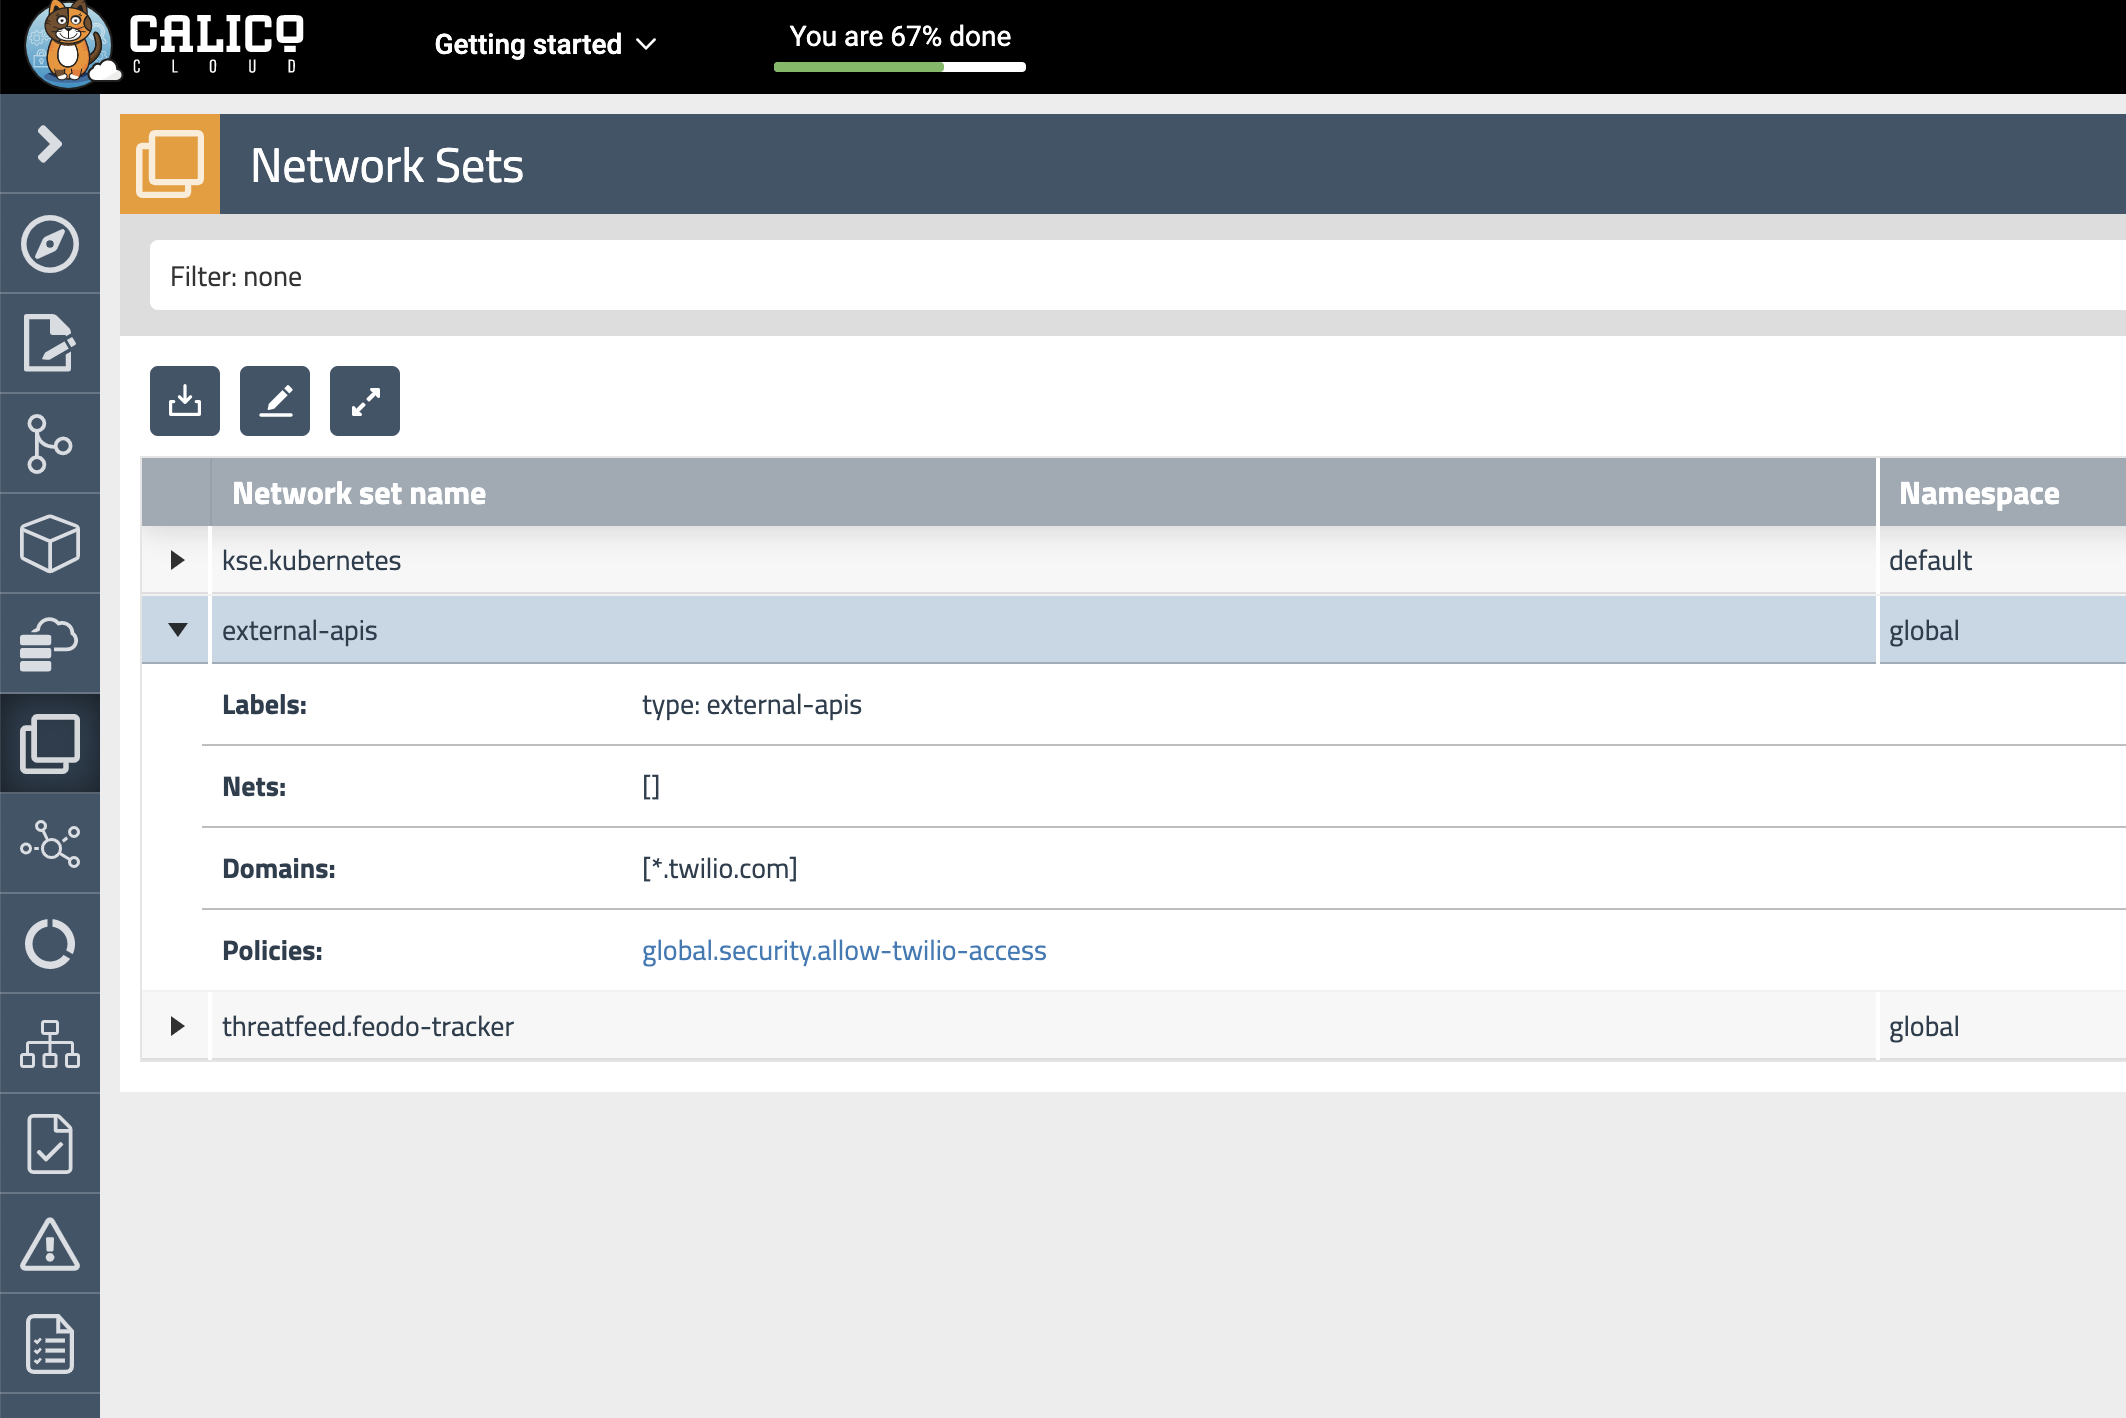 CALICO
CLOUD
Getting started
You are 67% done
Network Sets
Filter: none
Network set name
Namespace
kse.kubernetes
default
external-apis
global
Labels:
type: external-apis
Nets:
[]
Domains:
[*.twilio.com]
Policies:
global.security.allow-twilio-access
threatfeed.feodo-tracker
global